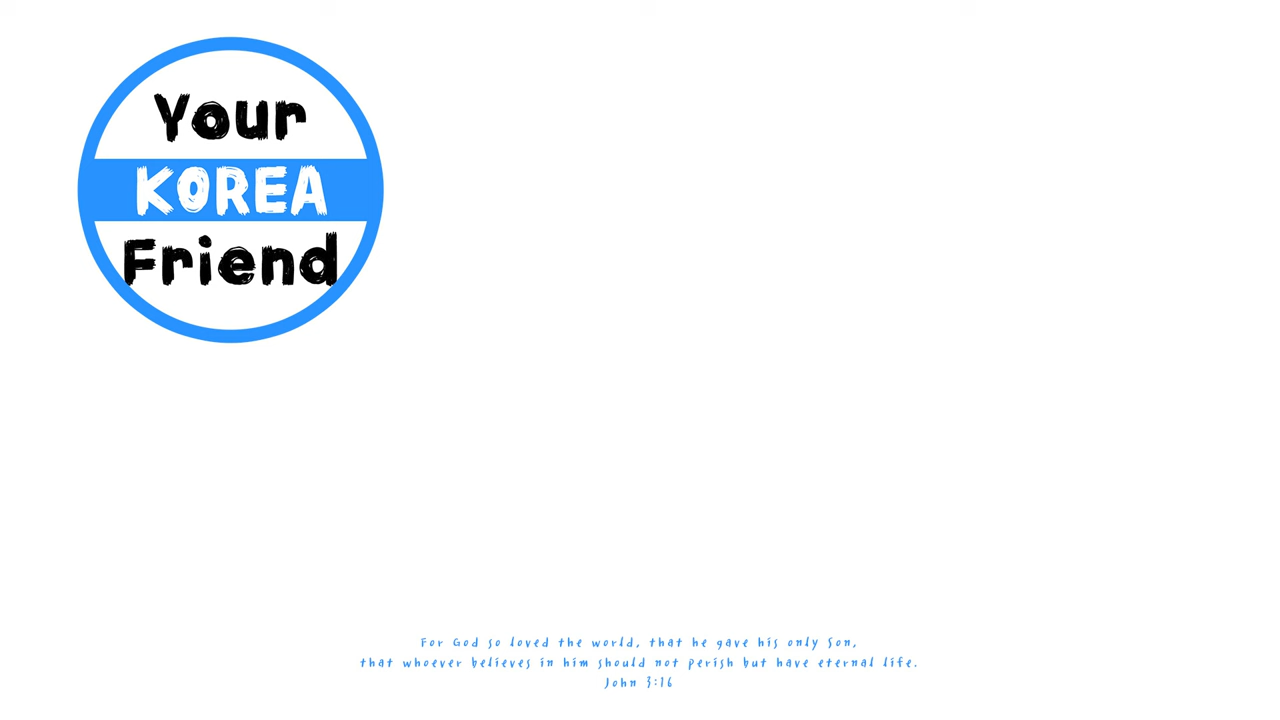 Your
KOREA
Friend
For God so loved the world, that he gave his only Son,
that whoever believes in him should not perish but have eternal life.
John 3:16